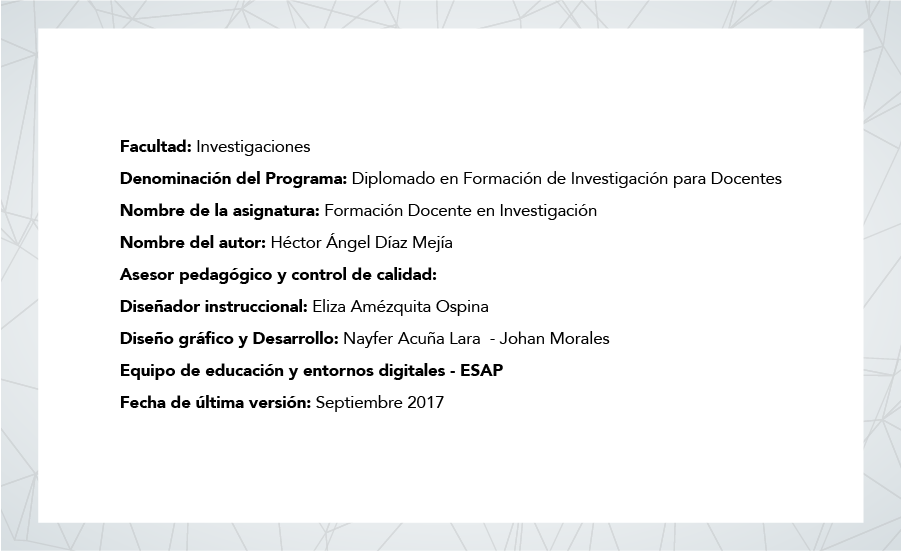 Facultad: Investigaciones
Denominación del Programa: Diplomado en Formación de Investigación para Docentes
Nombre de la asignatura: Formación Docente en Investigación
Nombre del autor: Héctor Ángel Díaz Mejía
Asesor pedagógico y control de calidad:
Diseñador instruccional: Eliza Amézquita Ospina
Diseño gráfico y Desarrollo: Nayfer Acuña Lara - Johan Morales
Equipo de educación y entornos digitales - ESAP
Fecha de última versión: Septiembre 2017